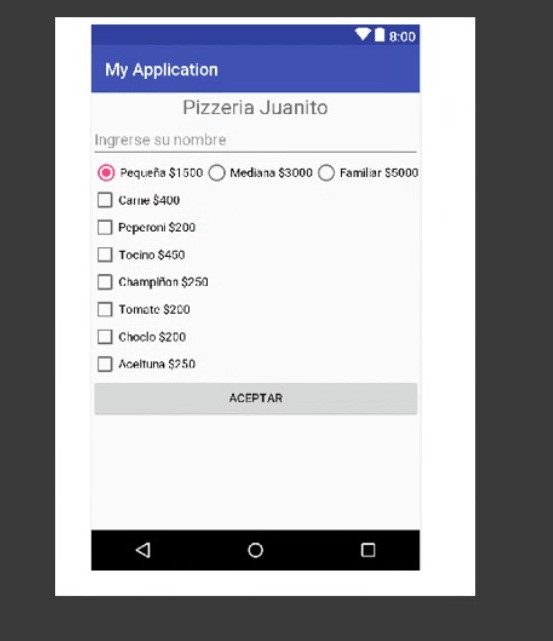 8:00
My Application
Pizzeria Juanito
Ingrerse su nombre
Pequeña $1500 Mediana $3000 Familiar $5000
Carne $400
Peperoni $200
Tocino $450
Champiñon $250
Tomate $200
Choclo $200
Aceituna $250
ACEPTAR